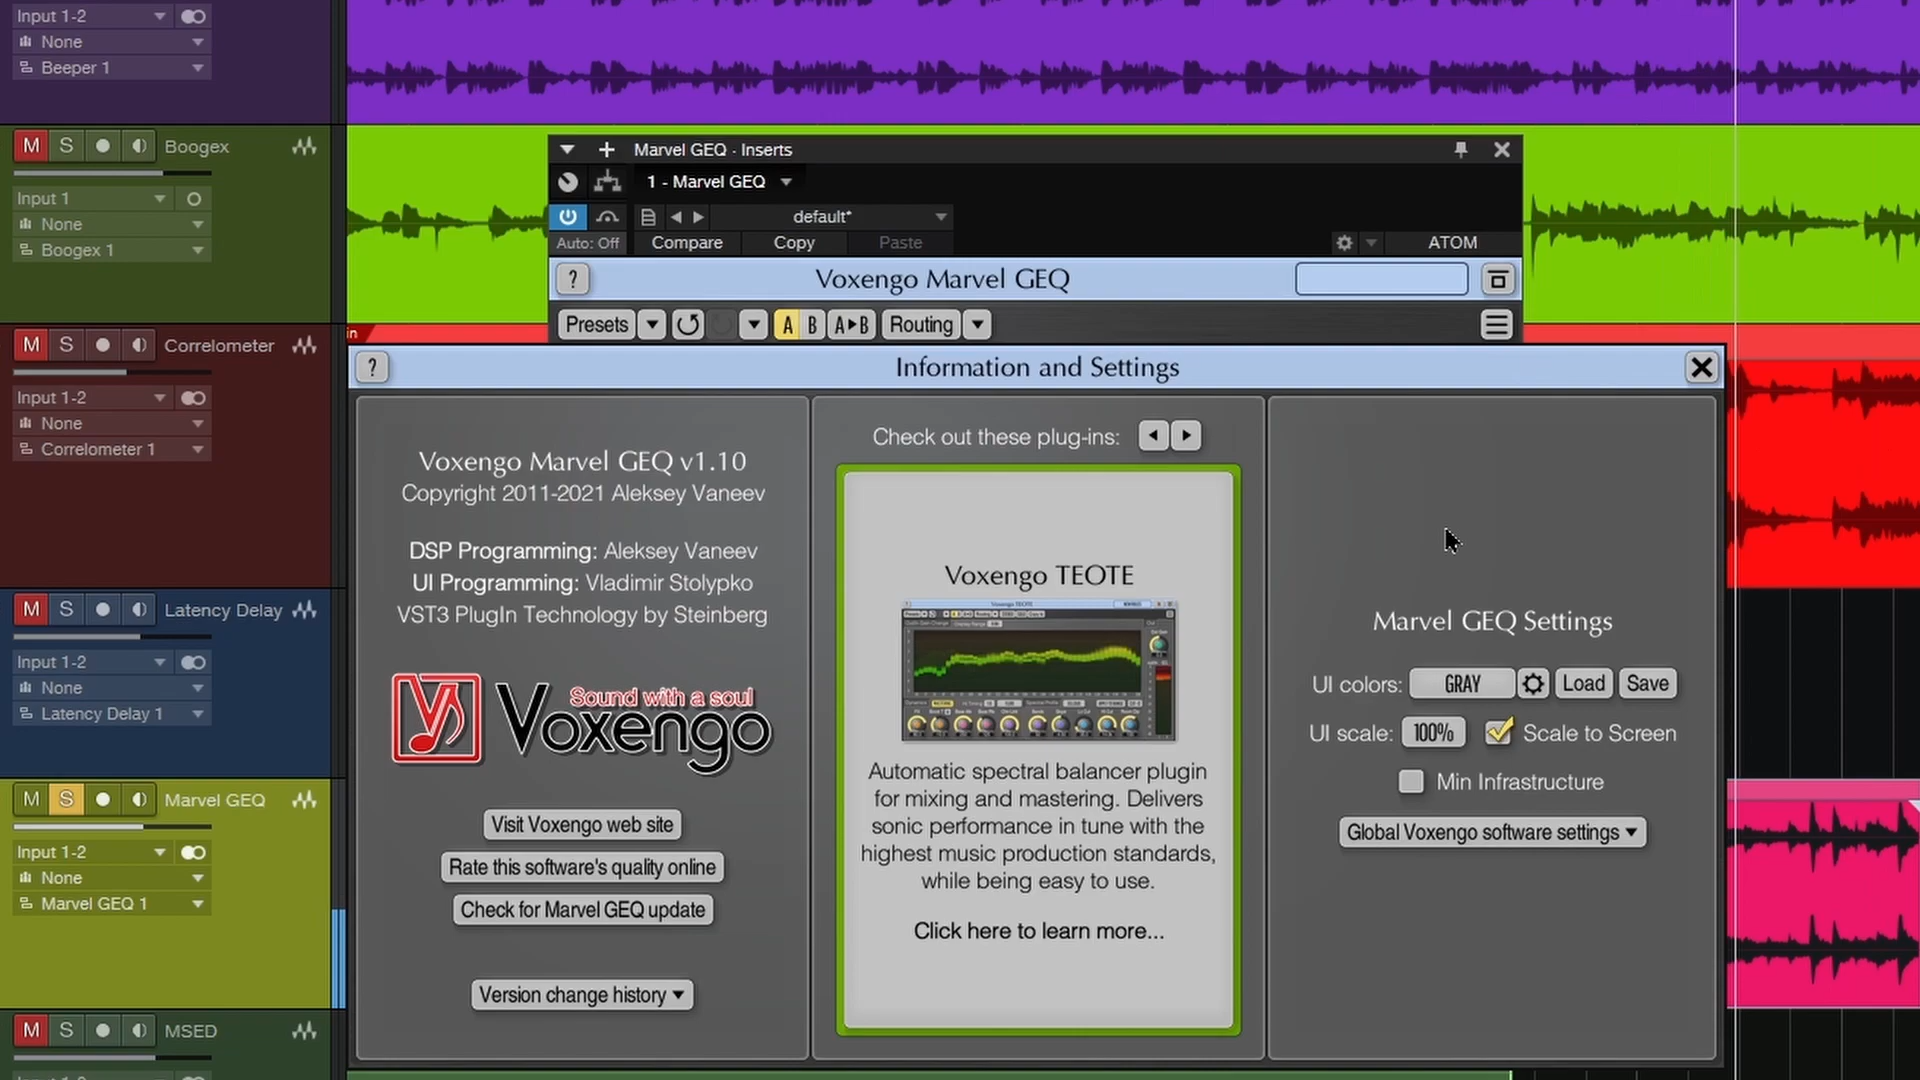 Input 1-2
None
Beeper 1
M S Boogex
Input 1
None
Boogex 1
in
M S Correlometer
Input 1-2
None
Correlometer 1
M S Latency Delay
Input 1-2
None
Latency Delay 1
M S Marvel GEQ
Input 1-2
None
Marvel GEQ 1
M S MSED
Marvel GEQ - Inserts
1 - Marvel GEQ
default*
Auto: Off Compare Copy Paste ATOM
? Voxengo Marvel GEQ
Presets A B A▸B Routing
? Information and Settings
Voxengo Marvel GEQ v1.10
Copyright 2011-2021 Aleksey Vaneev
DSP Programming: Aleksey Vaneev
UI Programming: Vladimir Stolypko
VST3 PlugIn Technology by Steinberg
Sound with a soul
Voxengo
Visit Voxengo web site
Rate this software's quality online
Check for Marvel GEQ update
Version change history
Check out these plug-ins:
Voxengo TEOTE
Automatic spectral balancer plugin
for mixing and mastering. Delivers
sonic performance in tune with the
highest music production standards,
while being easy to use.
Click here to learn more...
Marvel GEQ Settings
UI colors: GRAY Load Save
UI scale: 100% Scale to Screen
Min Infrastructure
Global Voxengo software settings